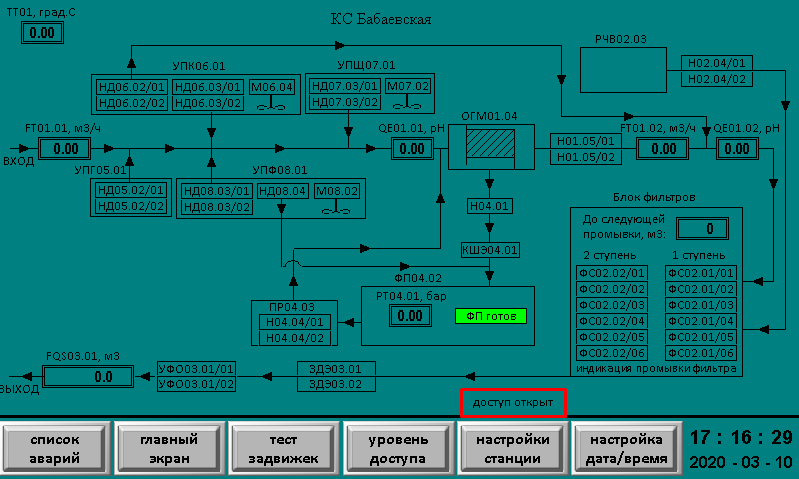 TT01, град.С
0.00
КС Бабаевская
РЧВ02.03
Н02.04/01
Н02.04/02
УПК06.01
НД06.02/01
НД06.02/02
НД06.03/01
НД06.03/02
М06.04
УПЩ07.01
НД07.03/01
НД07.03/02
М07.02
ОГМ01.04
FT01.01, м3/ч
0.00
ВХОД
QE01.01, pH
0.00
Н01.05/01
Н01.05/02
FT01.02, м3/ч
0.00
QE01.02, pH
0.00
УПГ05.01
НД05.02/01
НД05.02/02
УПФ08.01
НД08.03/01
НД08.03/02
НД08.04
М08.02
Н04.01
КШЭ04.01
Блок фильтров
До следующей
промывки, м3:
0
2 ступень
1 ступень
ФС02.02/01
ФС02.01/01
ФС02.02/02
ФС02.01/02
ФС02.02/03
ФС02.01/03
ФС02.02/04
ФС02.01/04
ФС02.02/05
ФС02.01/05
ФС02.02/06
ФС02.01/06
индикация промывки фильтра
ФП04.02
РТ04.01, бар
0.00
ФП готов
ПР04.03
Н04.04/01
Н04.04/02
FQS03.01, м3
0.0
ВЫХОД
УФО03.01/01
УФО03.01/02
ЗДЭ03.01
ЗДЭ03.02
доступ открыт
список
аварий
главный
экран
тест
задвижек
уровень
доступа
настройки
станции
настройка
дата/время
17 : 16 : 29
2020 - 03 - 10